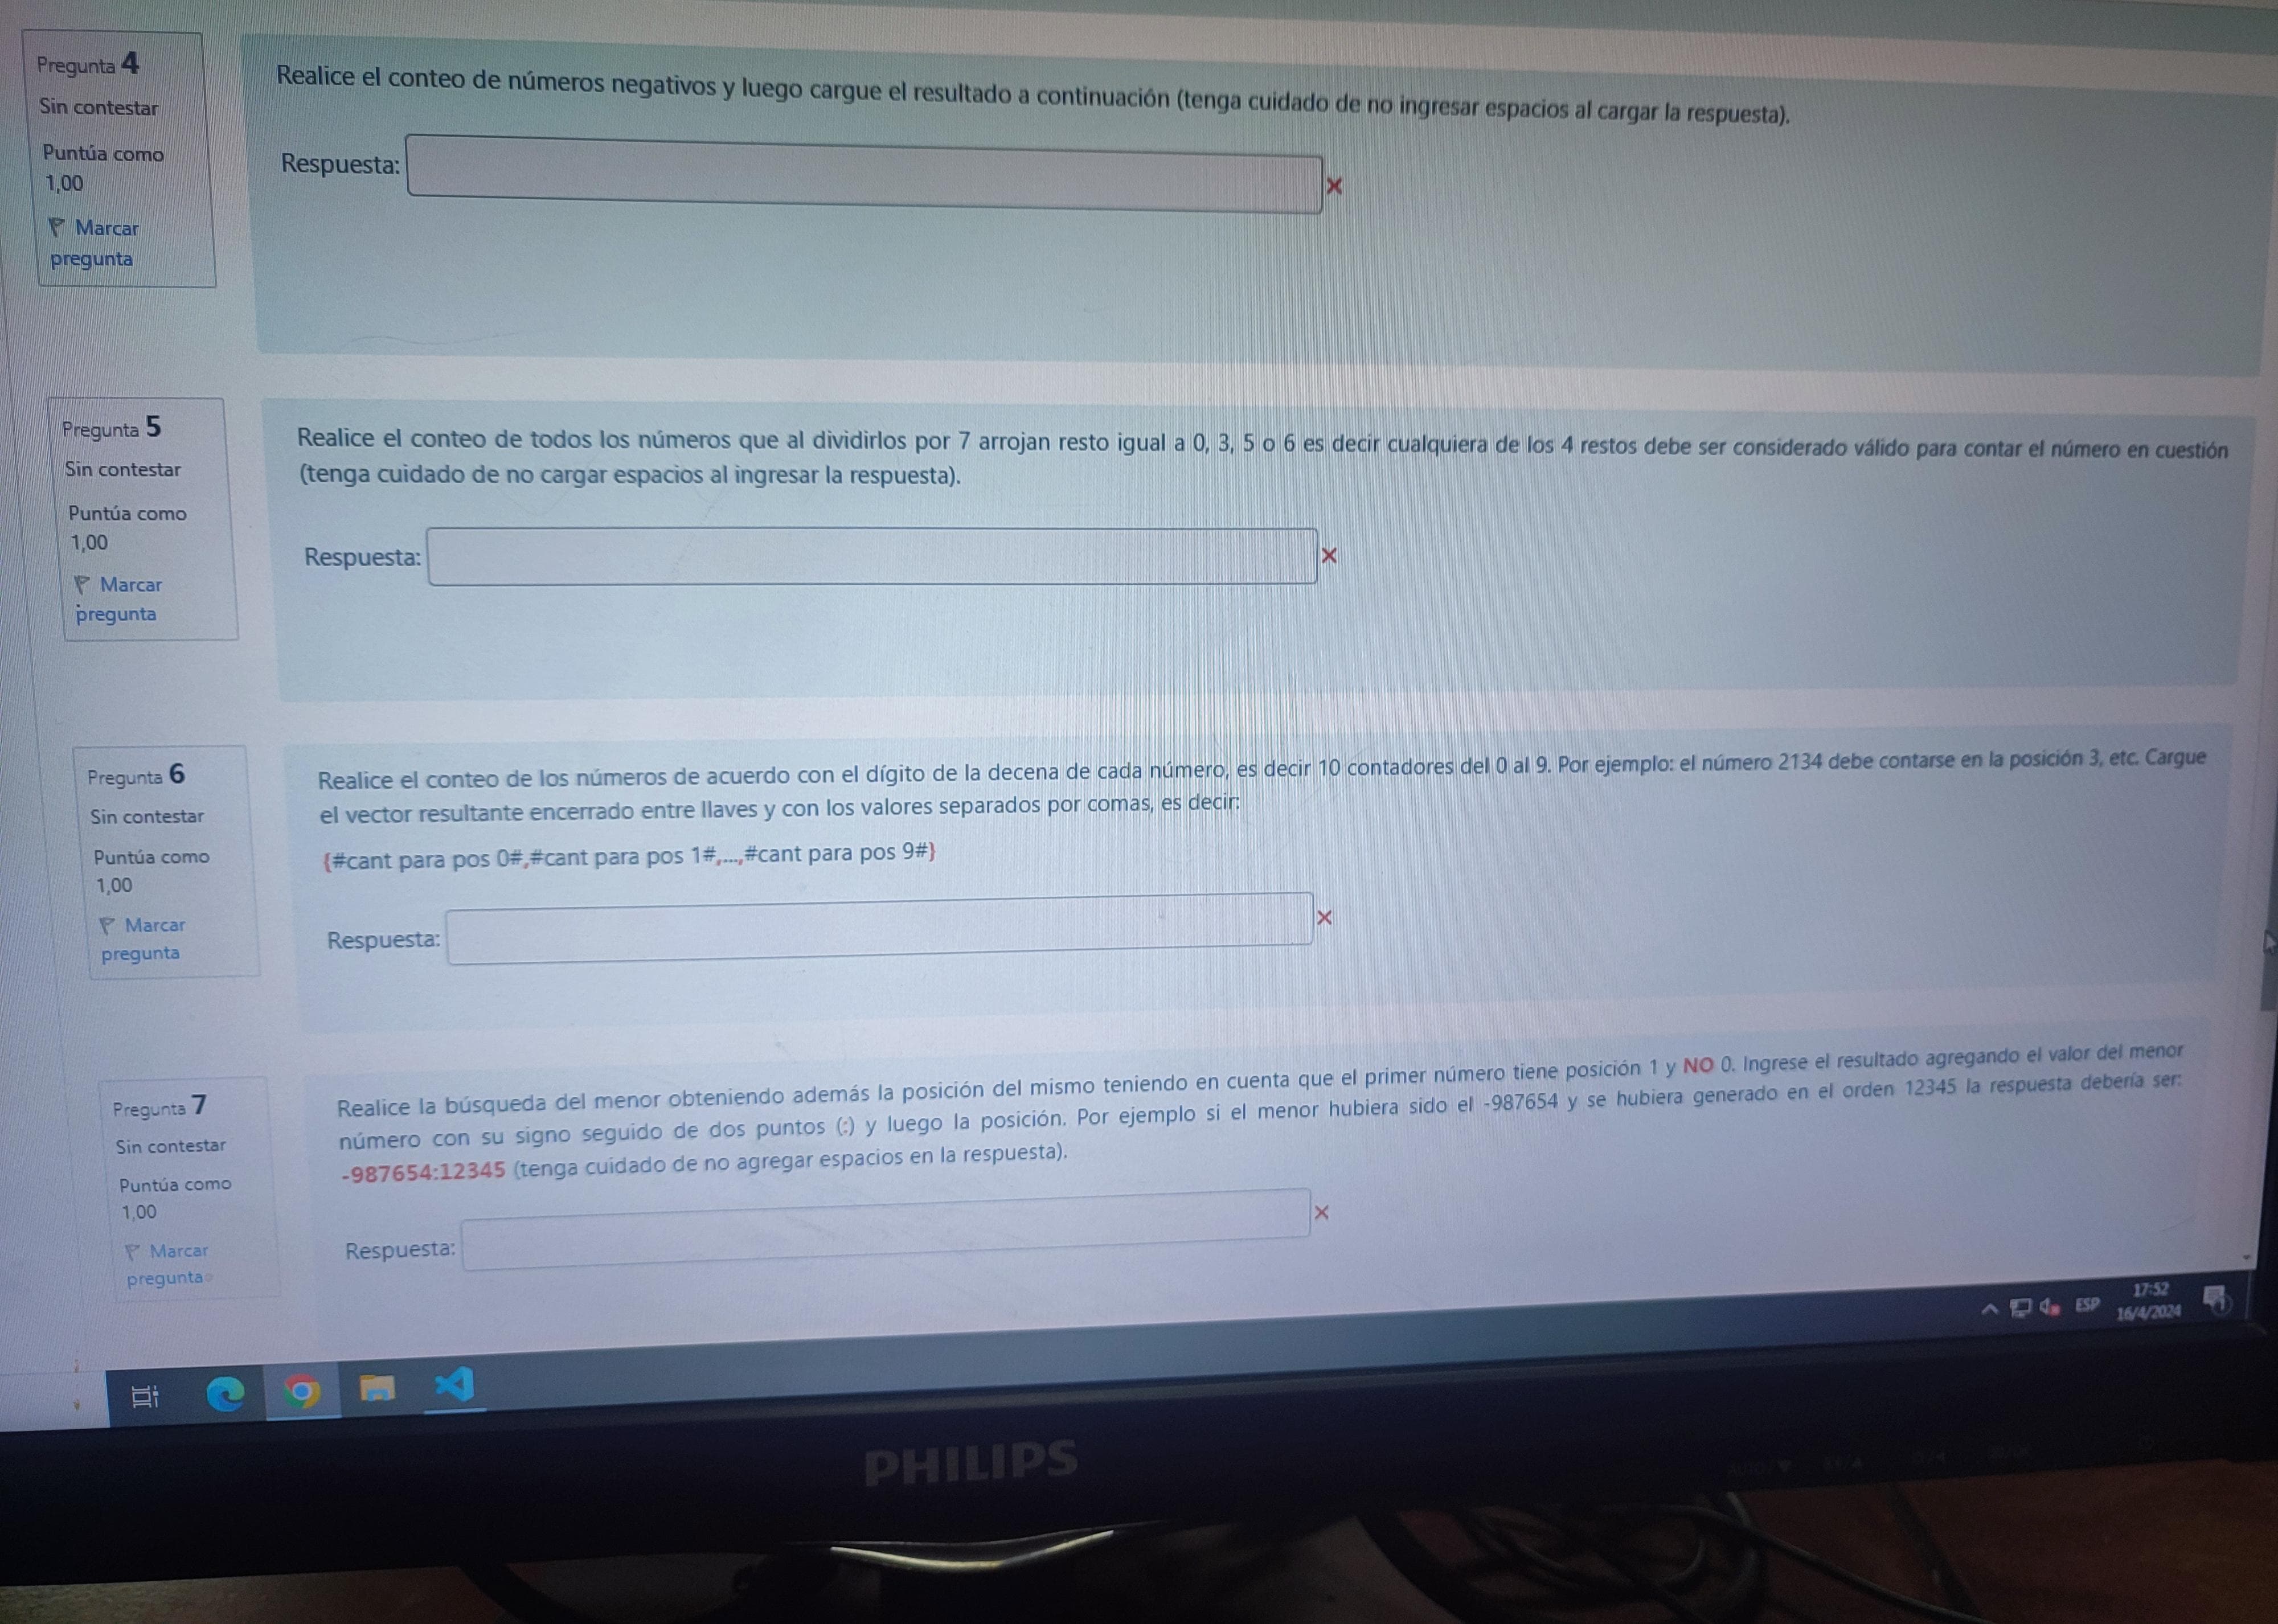 Pregunta 4
Sin contestar
Puntúa como
1,00
Marcar
pregunta
Realice el conteo de números negativos y luego cargue el resultado a continuación (tenga cuidado de no ingresar espacios al cargar la respuesta).
Respuesta:
Pregunta 5
Sin contestar
Puntúa como
1,00
Marcar
pregunta
Realice el conteo de todos los números que al dividirlos por 7 arrojan resto igual a 0, 3, 5 o 6 es decir cualquiera de los 4 restos debe ser considerado válido para contar el número en cuestión
(tenga cuidado de no cargar espacios al ingresar la respuesta).
Respuesta:
Pregunta 6
Sin contestar
Puntúa como
1,00
Marcar
pregunta
Realice el conteo de los números de acuerdo con el dígito de la decena de cada número, es decir 10 contadores del 0 al 9. Por ejemplo: el número 2134 debe contarse en la posición 3, etc. Cargue
el vector resultante encerrado entre llaves y con los valores separados por comas, es decir:
{#cant para pos 0#,#cant para pos 1#,...,#cant para pos 9#}
Respuesta:
Pregunta 7
Sin contestar
Puntúa como
1,00
Marcar
pregunta
Realice la búsqueda del menor obteniendo además la posición del mismo teniendo en cuenta que el primer número tiene posición 1 y NO 0. Ingrese el resultado agregando el valor del menor
número con su signo seguido de dos puntos (:) y luego la posición. Por ejemplo si el menor hubiera sido el -987654 y se hubiera generado en el orden 12345 la respuesta debería ser:
-987654:12345 (tenga cuidado de no agregar espacios en la respuesta).
Respuesta:
ESP
17:52
16/4/2024
PHILIPS